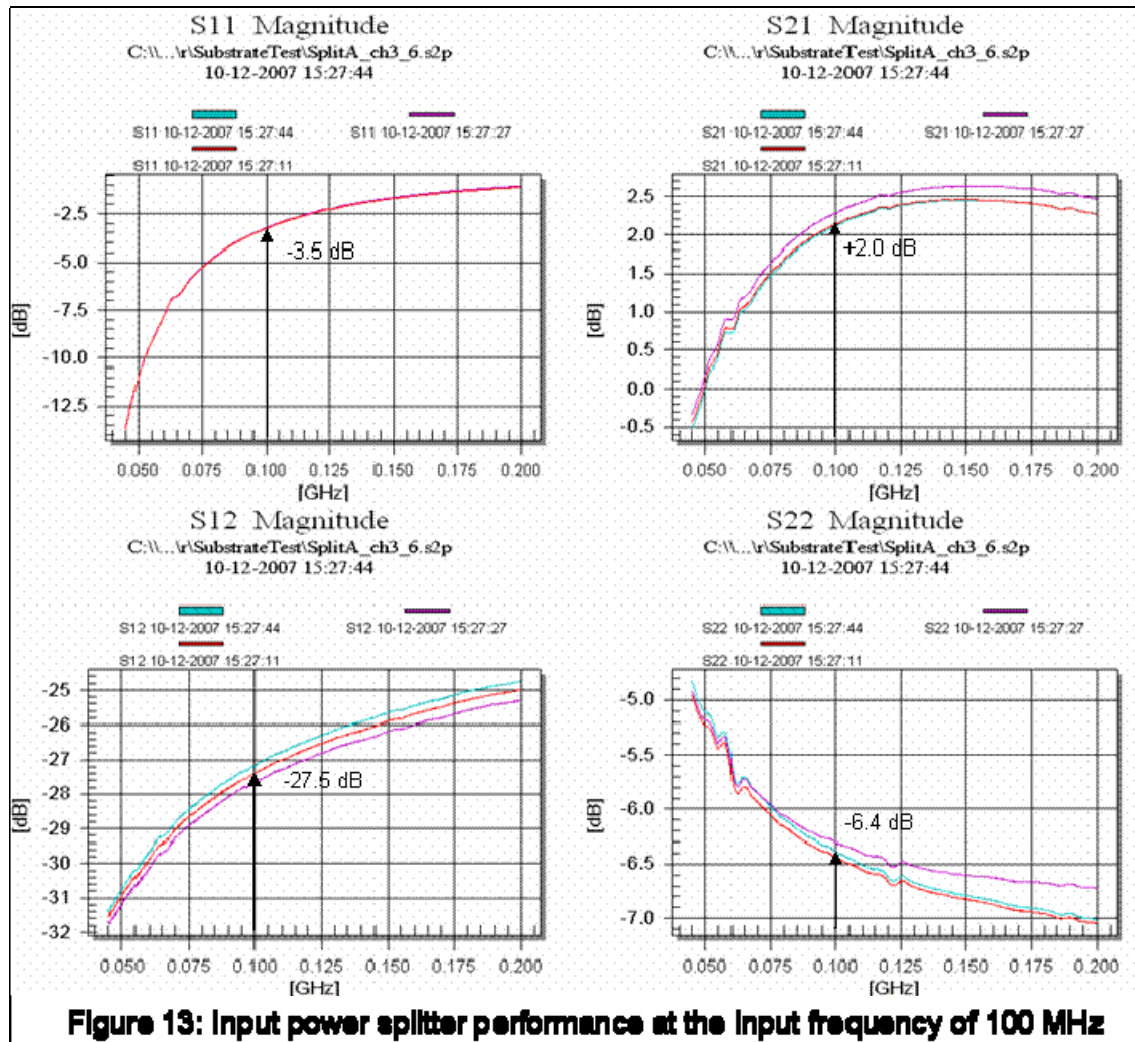 S11 Magnitude
C:\\...\r\SubstrateTest\SplitA_ch3_6.s2p
10-12-2007 15:27:44
S11 10-12-2007 15:27:44
S11 10-12-2007 15:27:27
S11 10-12-2007 15:27:11
-2.5
-5.0
-7.5
-10.0
-12.5
[dB]
-3.5 dB
0.050 0.075 0.100 0.125 0.150 0.175 0.200
[GHz]
S21 Magnitude
C:\\...\r\SubstrateTest\SplitA_ch3_6.s2p
10-12-2007 15:27:44
S21 10-12-2007 15:27:44
S21 10-12-2007 15:27:27
S21 10-12-2007 15:27:11
2.5
2.0
1.5
1.0
0.5
0.0
-0.5
[dB]
+2.0 dB
0.050 0.075 0.100 0.125 0.150 0.175 0.200
[GHz]
S12 Magnitude
C:\\...\r\SubstrateTest\SplitA_ch3_6.s2p
10-12-2007 15:27:44
S12 10-12-2007 15:27:44
S12 10-12-2007 15:27:27
S12 10-12-2007 15:27:11
-25
-26
-27
-28
-29
-30
-31
-32
[dB]
-27.5 dB
0.050 0.075 0.100 0.125 0.150 0.175 0.200
[GHz]
S22 Magnitude
C:\\...\r\SubstrateTest\SplitA_ch3_6.s2p
10-12-2007 15:27:44
S22 10-12-2007 15:27:44
S22 10-12-2007 15:27:27
S22 10-12-2007 15:27:11
-5.0
-5.5
-6.0
-6.5
-7.0
[dB]
-6.4 dB
0.050 0.075 0.100 0.125 0.150 0.175 0.200
[GHz]
Figure 13: Input power splitter performance at the input frequency of 100 MHz